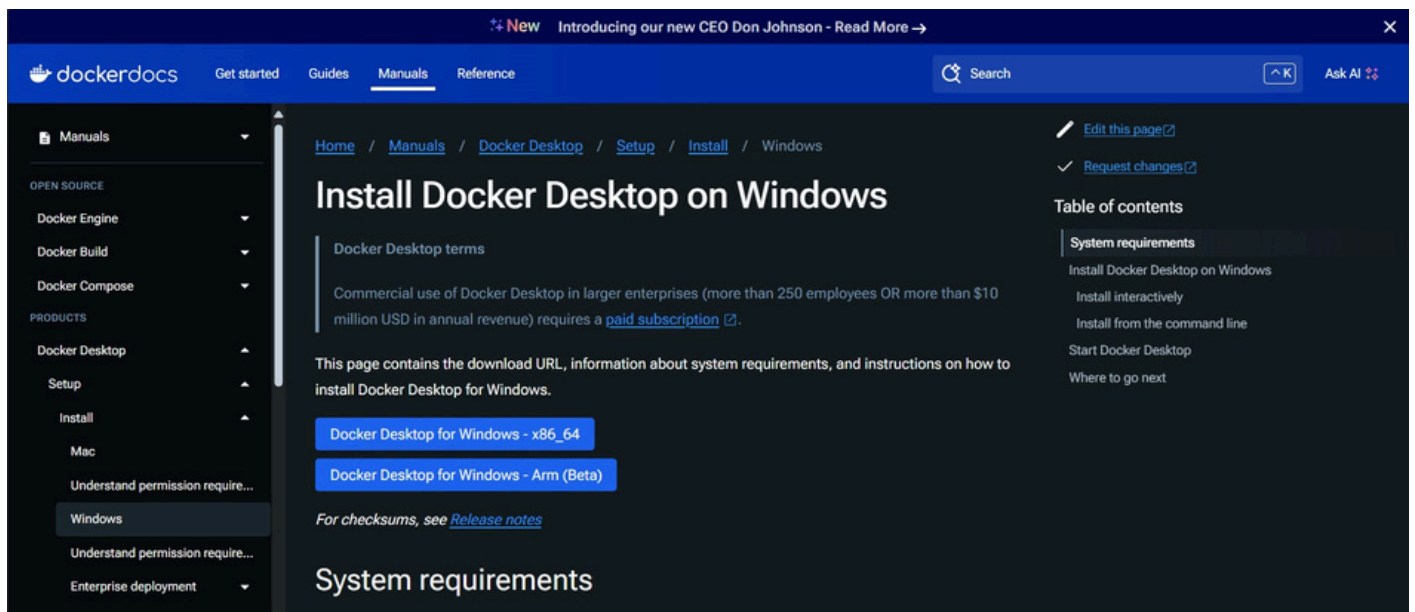 New Introducing our new CEO Don Johnson - Read More →
dockerdocs Get started Guides Manuals Reference Search ^K Ask AI
Manuals
OPEN SOURCE
Docker Engine
Docker Build
Docker Compose
PRODUCTS
Docker Desktop
Setup
Install
Mac
Understand permission require...
Windows
Understand permission require...
Enterprise deployment
Home / Manuals / Docker Desktop / Setup / Install / Windows
Install Docker Desktop on Windows
Docker Desktop terms
Commercial use of Docker Desktop in larger enterprises (more than 250 employees OR more than $10
million USD in annual revenue) requires a paid subscription.
This page contains the download URL, information about system requirements, and instructions on how to
install Docker Desktop for Windows.
Docker Desktop for Windows - x86_64
Docker Desktop for Windows - Arm (Beta)
For checksums, see Release notes
System requirements
Edit this page
Request changes
Table of contents
System requirements
Install Docker Desktop on Windows
Install interactively
Install from the command line
Start Docker Desktop
Where to go next